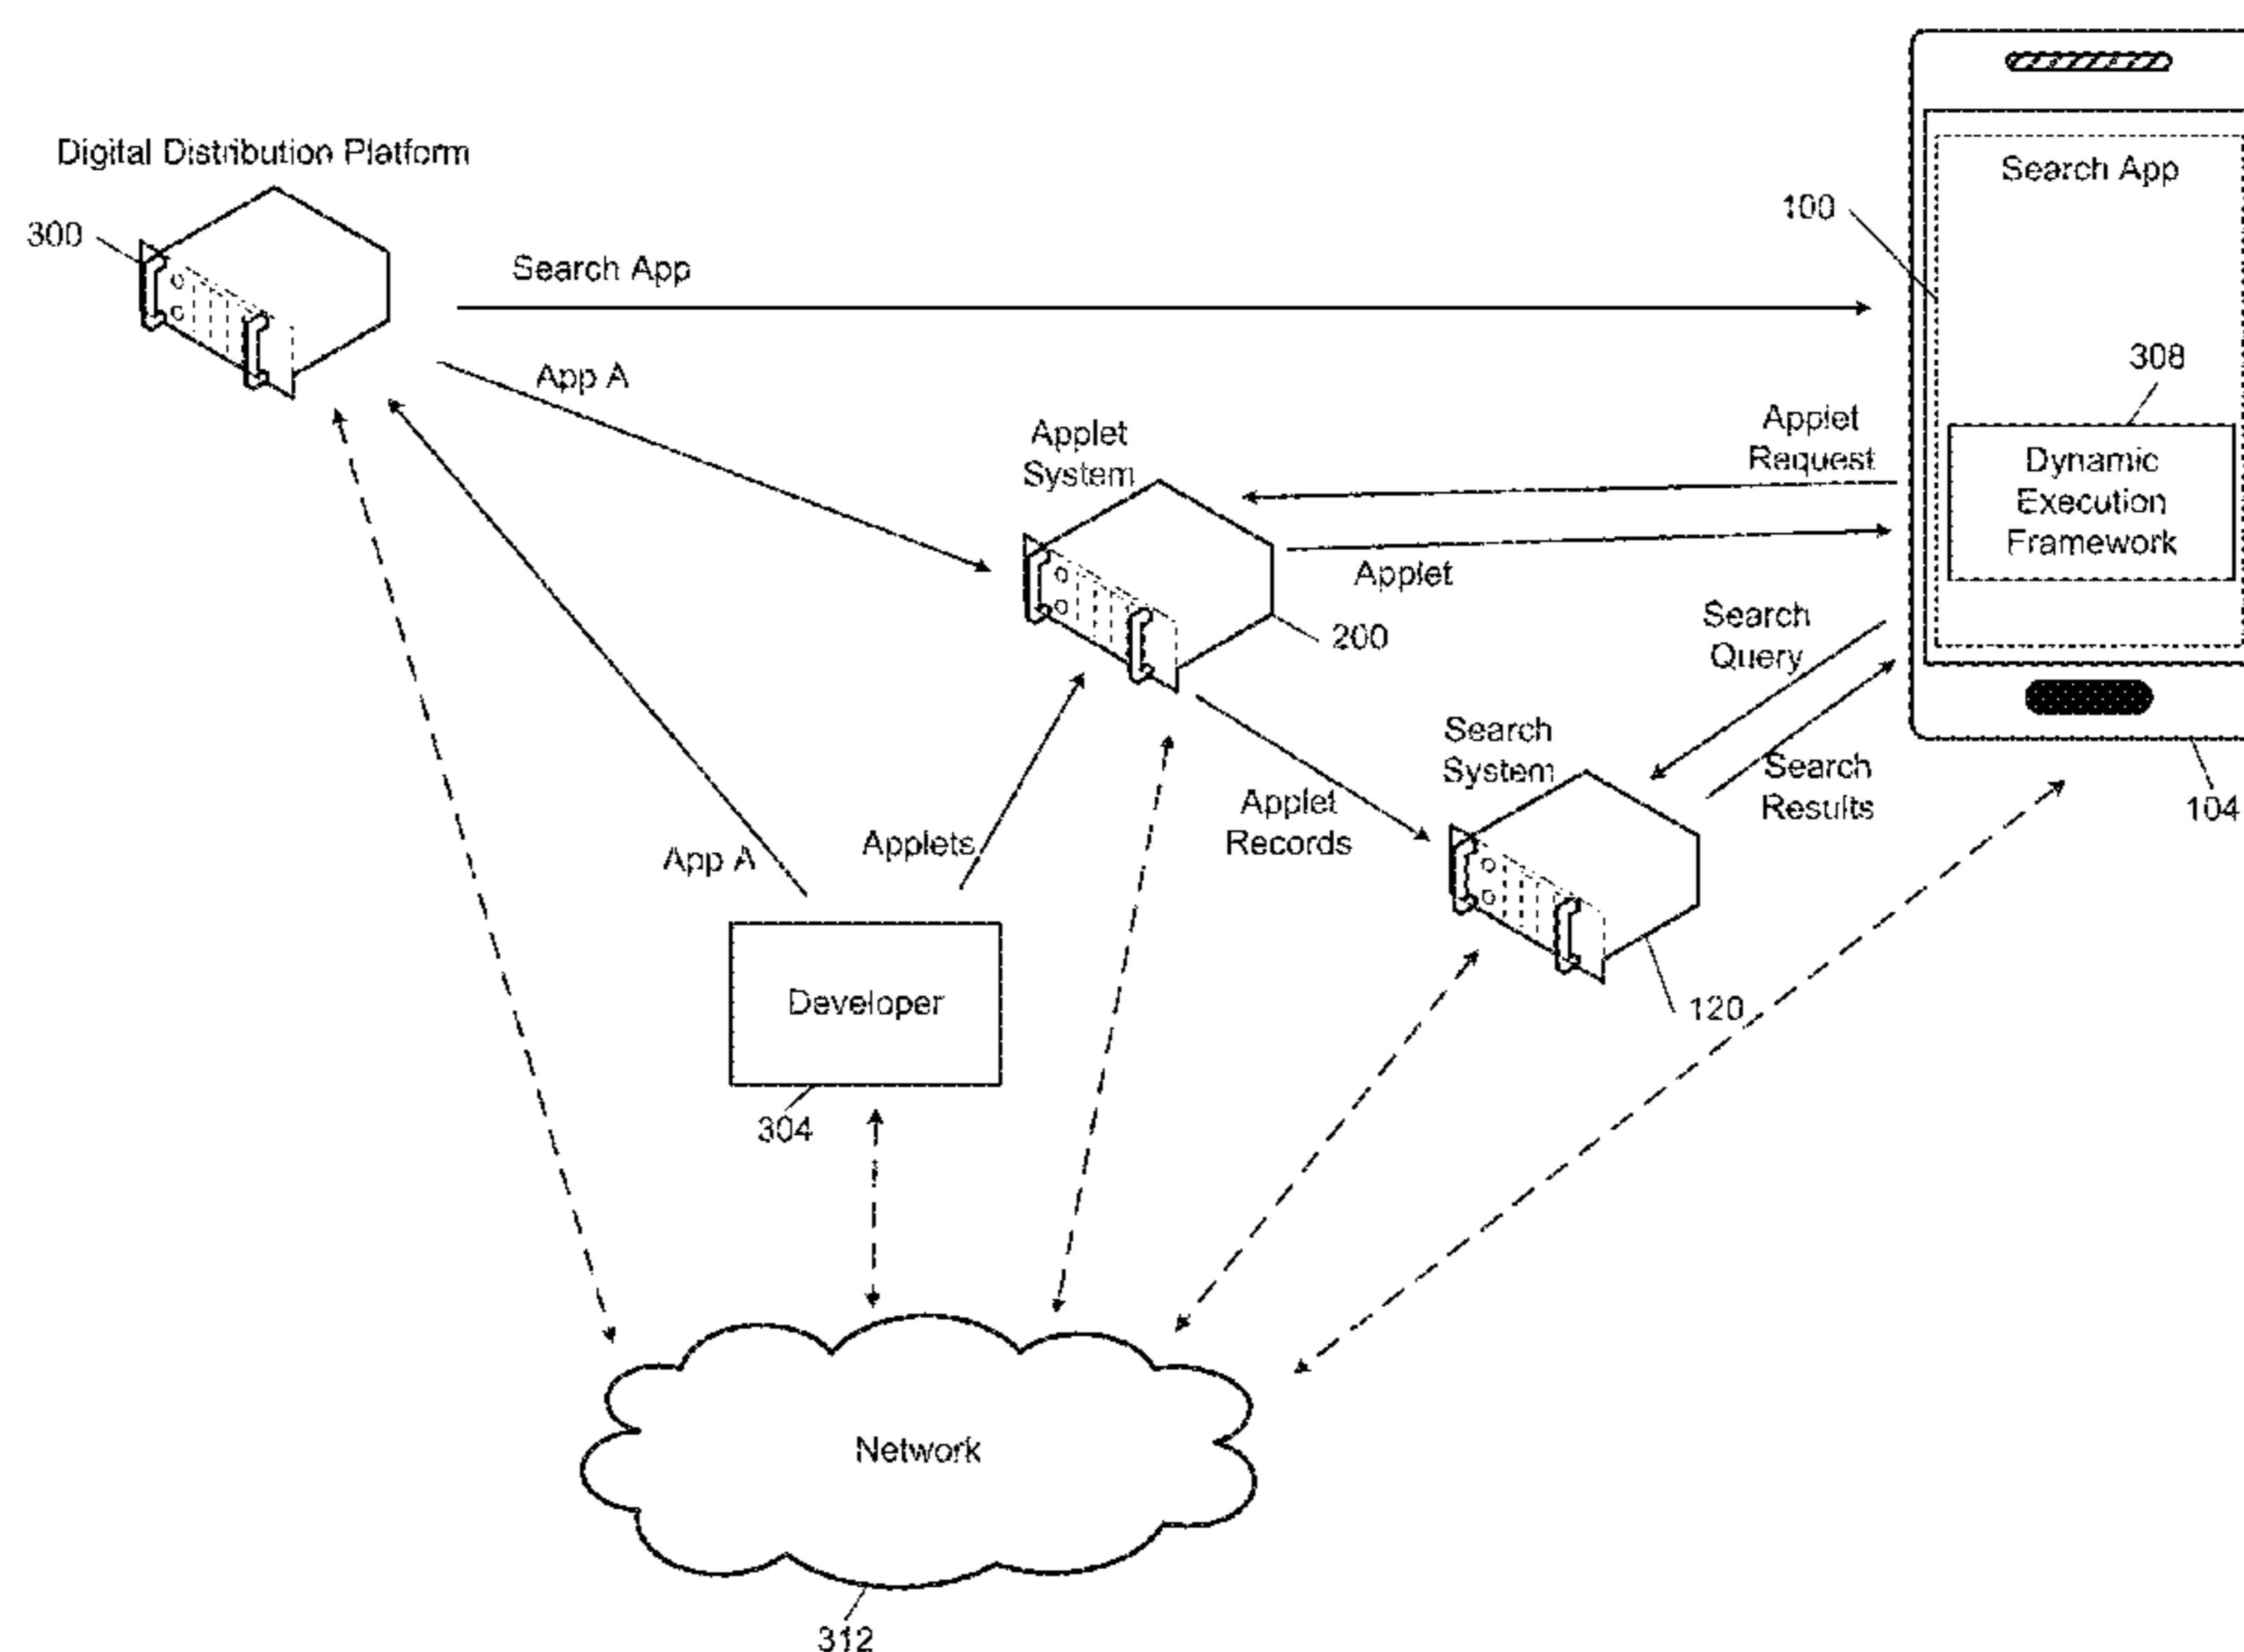 Digital Distribution Platform
300
Search App
100
Search App
308
App A
Applet
System
Applet
Request
Dynamic
Execution
Framework
Applet
200
Search
Query
Search
System
Search
Results
104
Applet
Records
Applets
App A
Developer
120
304
Network
312